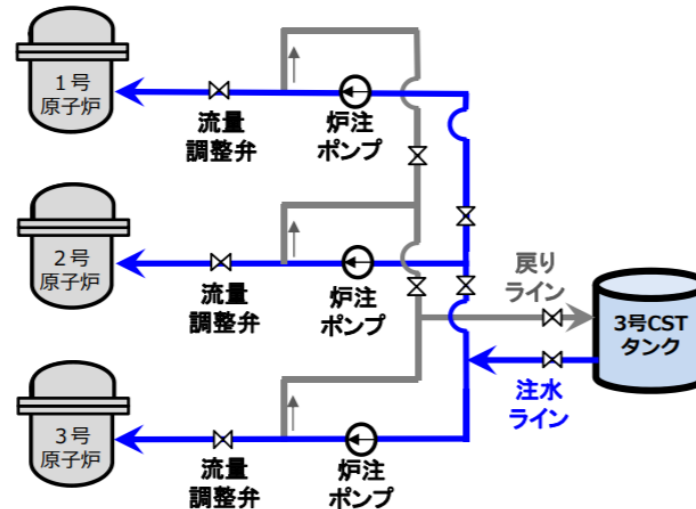 1号
原子炉
流量
調整弁
炉注
ポンプ
2号
原子炉
流量
調整弁
炉注
ポンプ
戻り
ライン
3号CST
タンク
注水
ライン
3号
原子炉
流量
調整弁
炉注
ポンプ